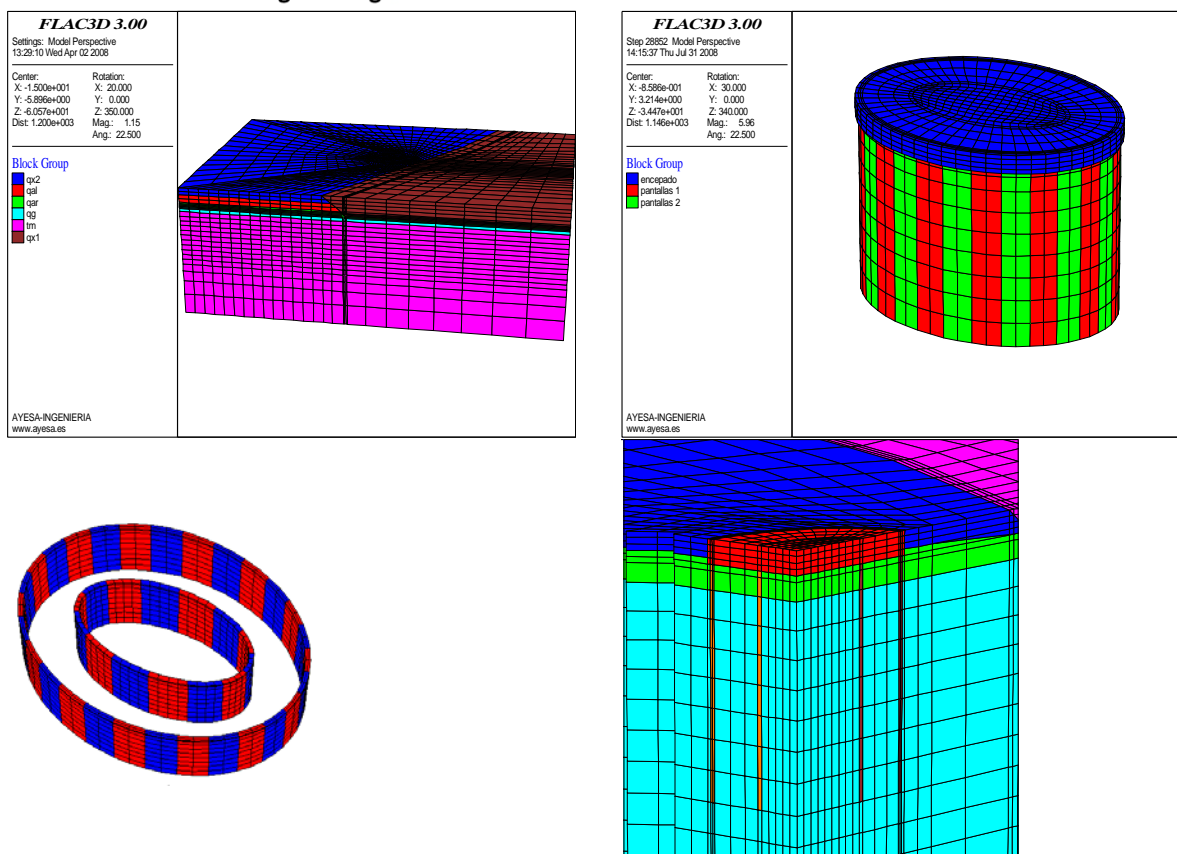 FLAC3D 3.00
Settings: Model Perspective
13:29:10 Wed Apr 02 2008
Center:
X: -1.500e+001
Y: -5.896e+000
Z: -6.057e+001
Dist: 1.200e+003
Rotation:
X: 20.000
Y: 0.000
Z: 350.000
Mag.: 1.15
Ang.: 22.500
Block Group
qx2
qal
qar
qg
tm
qx1
AYESA-INGENIERIA
www.ayesa.es
FLAC3D 3.00
Step 28852 Model Perspective
14:15:37 Thu Jul 31 2008
Center:
X: -8.586e-001
Y: 3.214e+000
Z: -3.447e+001
Dist: 1.146e+003
Rotation:
X: 30.000
Y: 0.000
Z: 340.000
Mag.: 5.96
Ang.: 22.500
Block Group
encepado
pantallas 1
pantallas 2
AYESA-INGENIERIA
www.ayesa.es